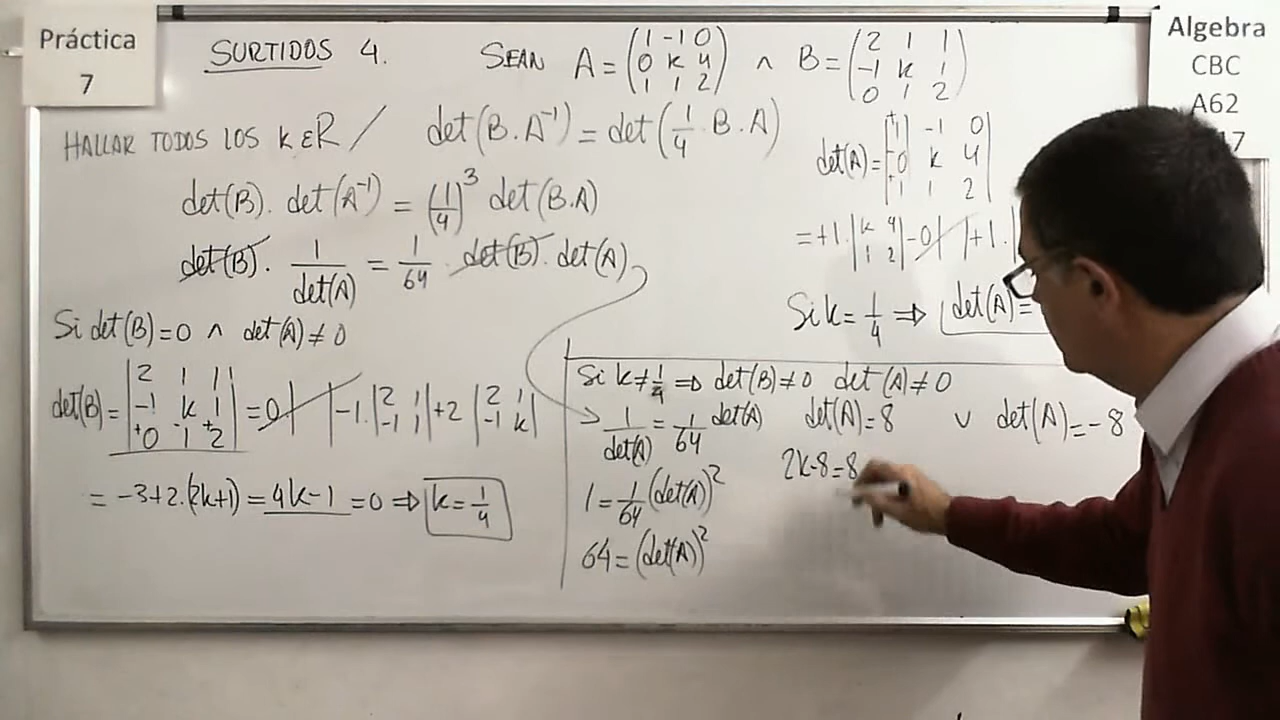 Práctica
7
SURTIDOS 4.
SEAN A = (1 -1 0
0 k 4
1 1 2) ∧ B = (2 1 1
-1 k 1
0 1 2)
Algebra
CBC
A62
HALLAR TODOS LOS k ∈ R / det(B.A⁻¹) = det(1/4 . B.A)
det(B). det(A⁻¹) = (1/4)³ det(B.A)
det(B). 1/det(A) = 1/64 . det(B). det(A)
Si det(B) = 0 ∧ det(A) ≠ 0
det(B) = |2 1 1
-1 k 1
+0 -1 +2| = 0| | -1.|2 1
-1 1| + 2 |2 1
-1 k|
= -3+2.(2k+1) = 4k-1 = 0 ⇒ k = 1/4
det(A) = |+1 -1 0
-0 k 4
+1 1 2|
= +1.|k 4
1 2| -0| | +1.
Si k = 1/4 ⇒ det(A) =
Si k ≠ 1/4 ⇒ det(B) ≠ 0 det(A) ≠ 0
1/det(A) = 1/64 det(A) det(A) = 8 ∨ det(A) = -8
1 = 1/64 (det(A))² 2k-8=8
64 = (det(A))²